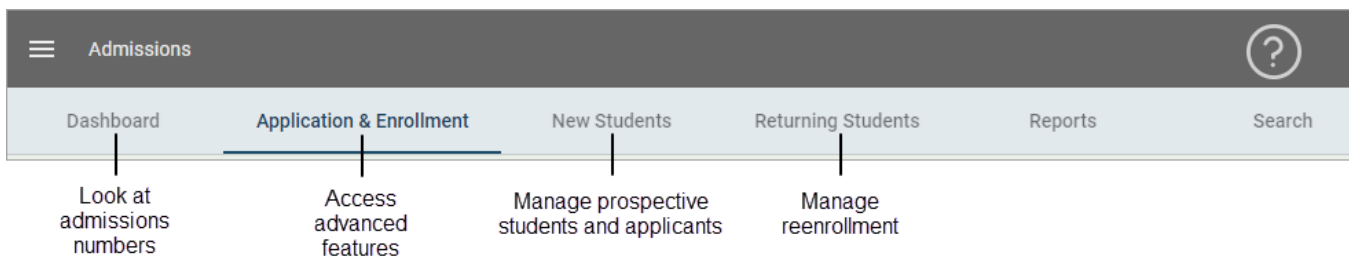 Admissions
?
Dashboard Application & Enrollment New Students Returning Students Reports Search
Look at
admissions
numbers
Access
advanced
features
Manage prospective
students and applicants
Manage
reenrollment